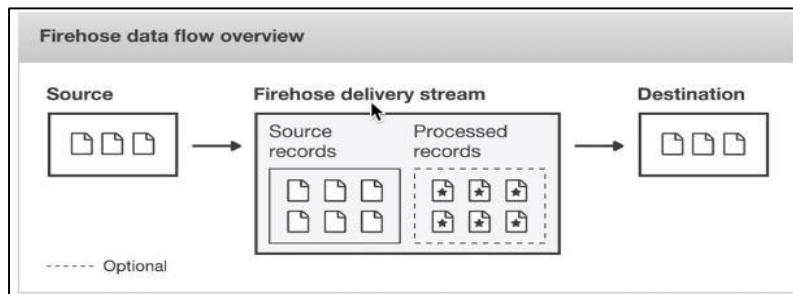 Firehose data flow overview
Source
Firehose delivery stream
Destination
Source
records
Processed
records
Optional